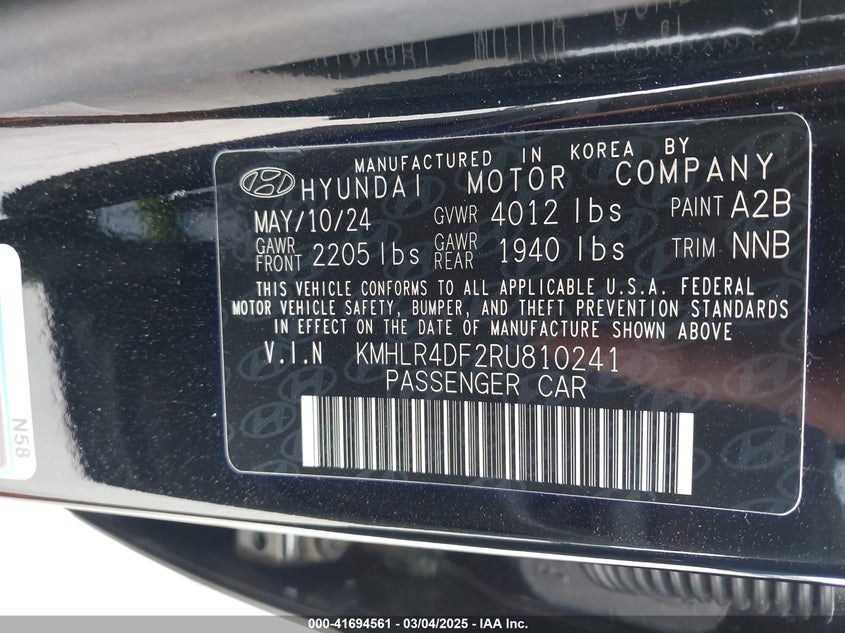 MANUFACTURED IN KOREA BY
HYUNDAI MOTOR COMPANY
MAY/10/24 GVWR 4012 lbs PAINT A2B
GAWR FRONT 2205 lbs GAWR REAR 1940 lbs TRIM NNB
THIS VEHICLE CONFORMS TO ALL APPLICABLE U.S.A. FEDERAL
MOTOR VEHICLE SAFETY, BUMPER, AND THEFT PREVENTION STANDARDS
IN EFFECT ON THE DATE OF MANUFACTURE SHOWN ABOVE
V.I.N KMHLR4DF2RU810241
PASSENGER CAR
N58
000-41694561 — 03/04/2025 — IAA Inc.